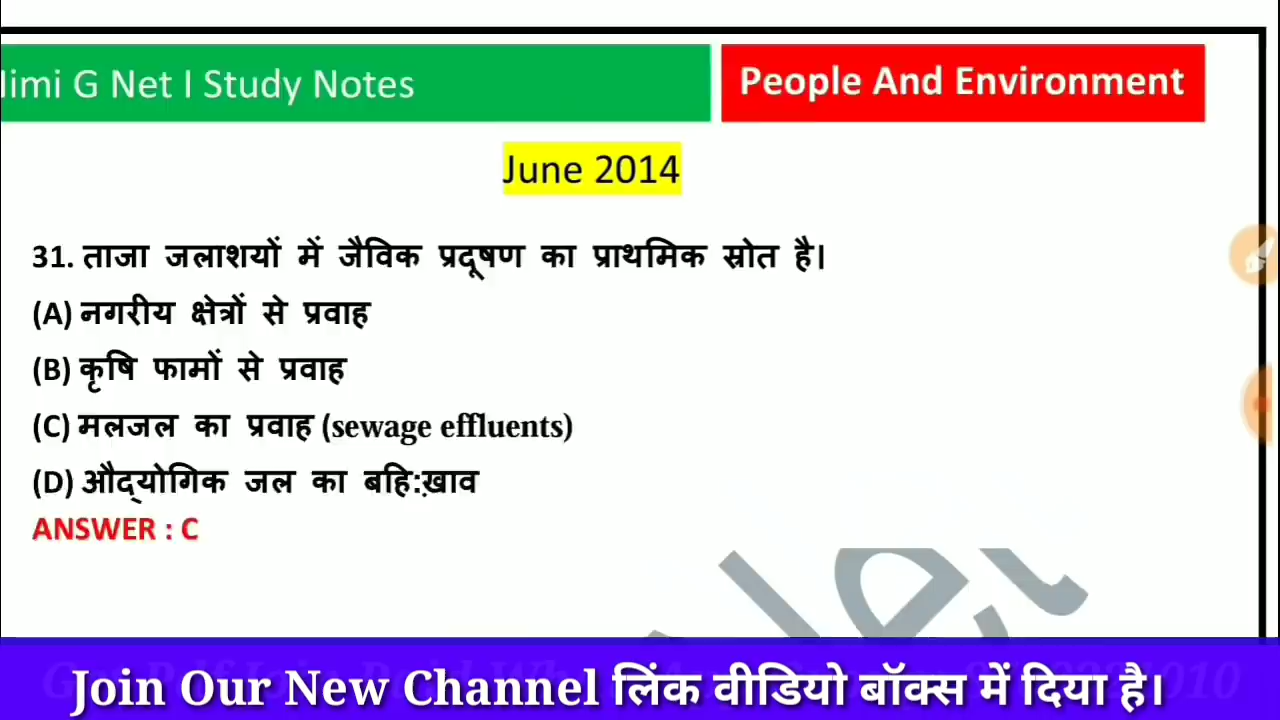 G Net I Study Notes
People And Environment
June 2014
31. ताजा जलाशयों में जैविक प्रदूषण का प्राथमिक स्रोत है।
(A) नगरीय क्षेत्रों से प्रवाह
(B) कृषि फामों से प्रवाह
(C) मलजल का प्रवाह (sewage effluents)
(D) औद्योगिक जल का बहि:ख़ाव
ANSWER : C
Join Our New Channel लिंक वीडियो बॉक्स में दिया है।